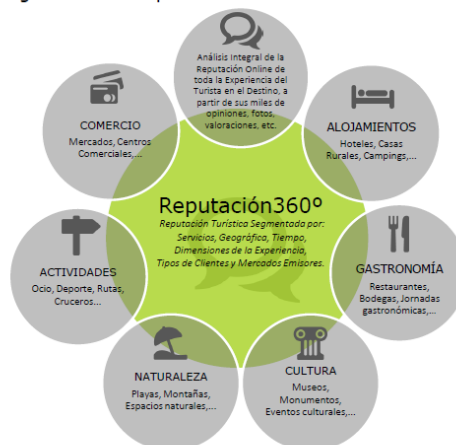 Análisis Integral de la
Reputación Online de
toda la Experiencia del
Turista en el Destino, a
partir de sus miles de
opiniones, fotos,
valoraciones, etc.
COMERCIO
Mercados, Centros
Comerciales,...
ALOJAMIENTOS
Hoteles, Casas
Rurales, Campings,...
Reputación360º
Reputación Turística Segmentada por:
Servicios, Geográfica, Tiempo,
Dimensiones de la Experiencia,
Tipos de Clientes y Mercados Emisores.
ACTIVIDADES
Ocio, Deporte, Rutas,
Cruceros...
GASTRONOMÍA
Restaurantes,
Bodegas, Jornadas
gastronómicas,...
NATURALEZA
Playas, Montañas,
Espacios naturales,...
CULTURA
Museos,
Monumentos,
Eventos culturales,...